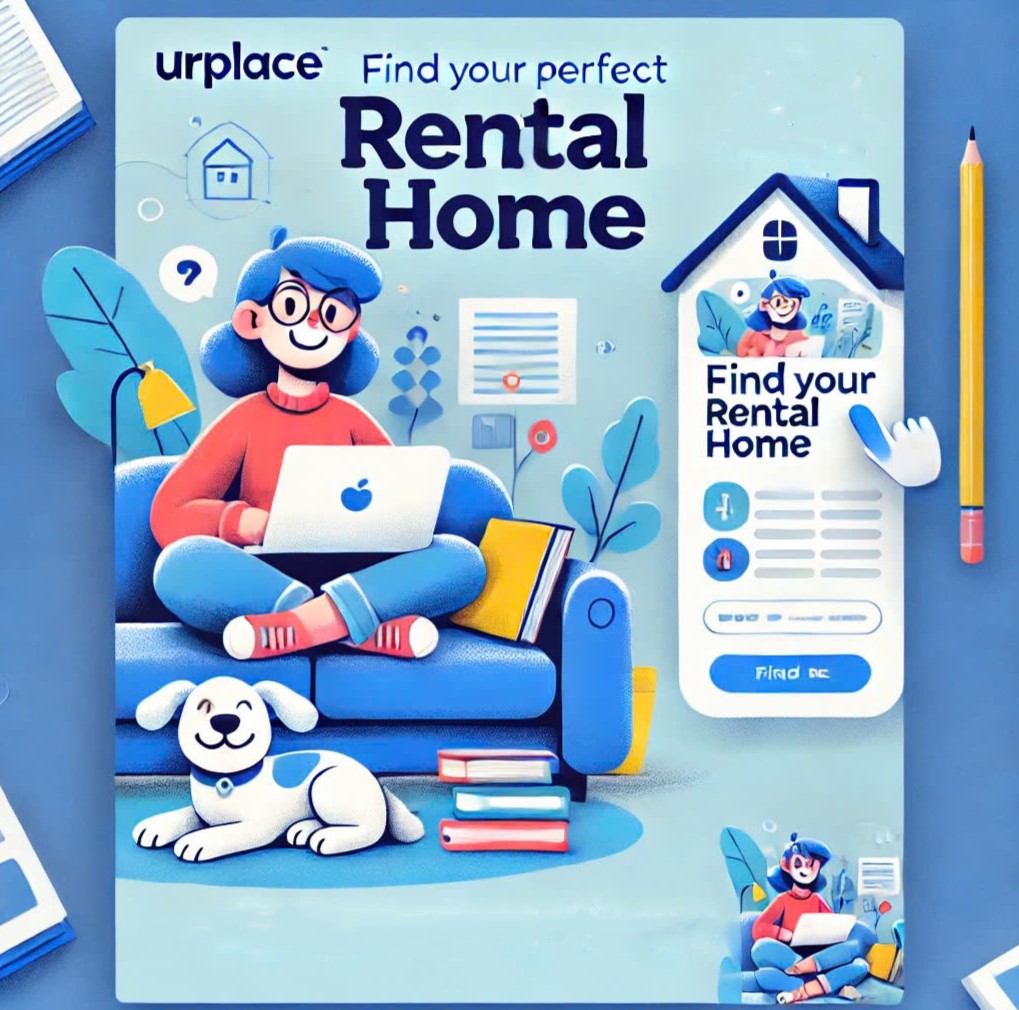 urplace
Find your perfect
Rental
Home
?
Find your
Rental
Home